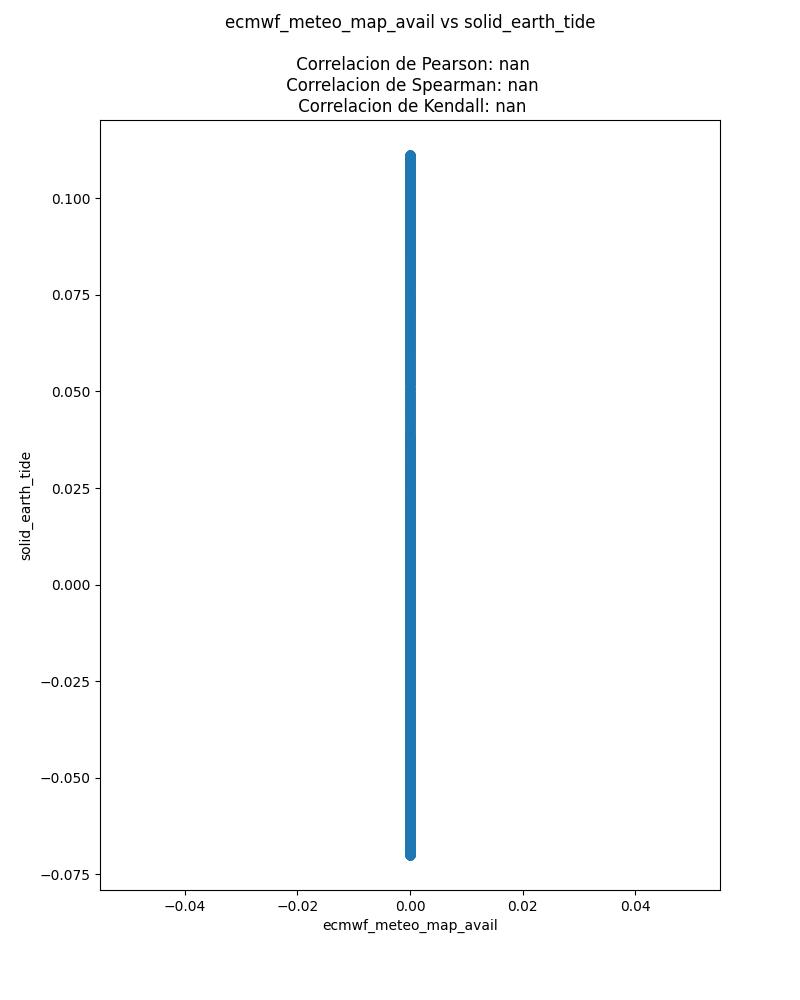 ecmwf_meteo_map_avail vs solid_earth_tide
Correlacion de Pearson: nan
Correlacion de Spearman: nan
Correlacion de Kendall: nan
0.100
0.075
0.050
0.025
0.000
−0.025
−0.050
−0.075
solid_earth_tide
−0.04
−0.02
0.00
0.02
0.04
ecmwf_meteo_map_avail